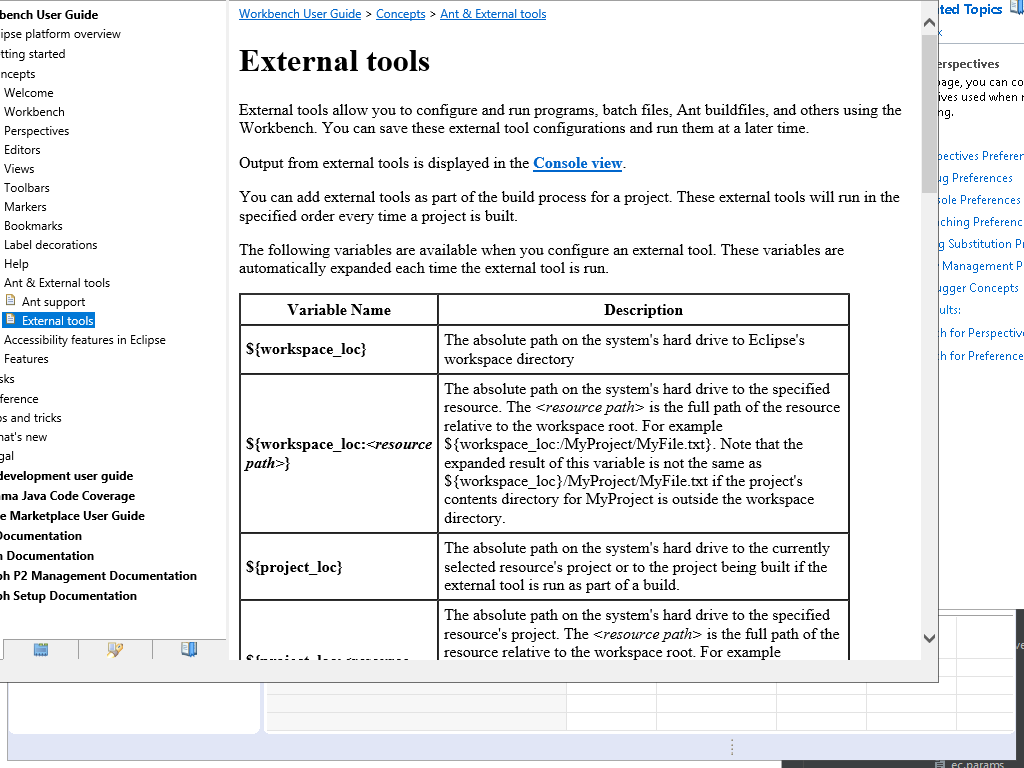 bench User Guide
ipse platform overview
tting started
ncepts
Welcome
Workbench
Perspectives
Editors
Views
Toolbars
Markers
Bookmarks
Label decorations
Help
Ant & External tools
Ant support
External tools
Accessibility features in Eclipse
Features
sks
ference
os and tricks
nat's new
gal
development user guide
ma Java Code Coverage
e Marketplace User Guide
Documentation
n Documentation
ph P2 Management Documentation
ph Setup Documentation
Workbench User Guide > Concepts > Ant & External tools
External tools
External tools allow you to configure and run programs, batch files, Ant buildfiles, and others using the
Workbench. You can save these external tool configurations and run them at a later time.
Output from external tools is displayed in the Console view.
You can add external tools as part of the build process for a project. These external tools will run in the
specified order every time a project is built.
The following variables are available when you configure an external tool. These variables are
automatically expanded each time the external tool is run.
Variable Name
Description
${workspace_loc}
The absolute path on the system's hard drive to Eclipse's
workspace directory
${workspace_loc:<resource
path>}
The absolute path on the system's hard drive to the specified
resource. The <resource path> is the full path of the resource
relative to the workspace root. For example
${workspace_loc:/MyProject/MyFile.txt}. Note that the
expanded result of this variable is not the same as
${workspace_loc}/MyProject/MyFile.txt if the project's
contents directory for MyProject is outside the workspace
directory.
${project_loc}
The absolute path on the system's hard drive to the currently
selected resource's project or to the project being built if the
external tool is run as part of a build.
The absolute path on the system's hard drive to the specified
resource's project. The <resource path> is the full path of the
resource relative to the workspace root. For example
ted Topics
erspectives
page, you can co
ives used when r
ng.
pectives Preferen
ug Preferences
sole Preferences
ching Preferenc
g Substitution Pr
Management P
ugger Concepts
ults:
h for Perspective
h for Preference
ec.params